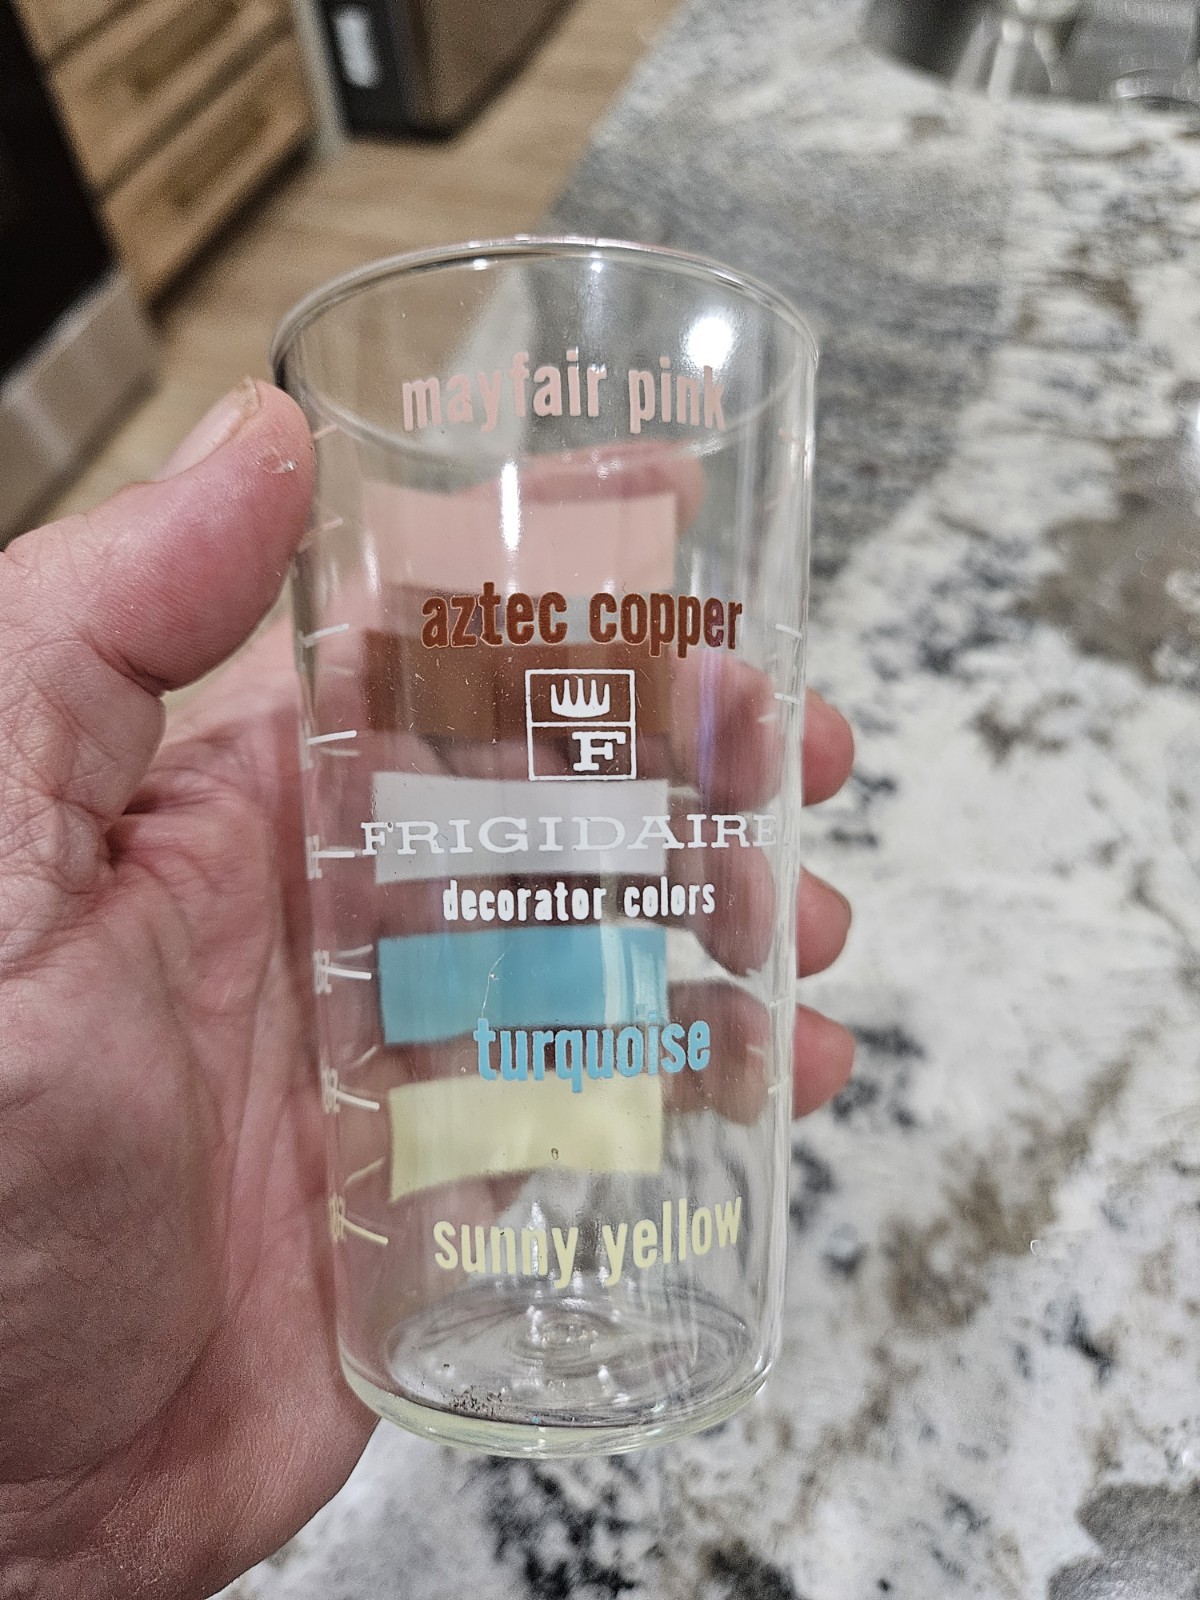 mayfair pink
aztec copper
F
FRIGIDAIRE
decorator colors
turquoise
sunny yellow